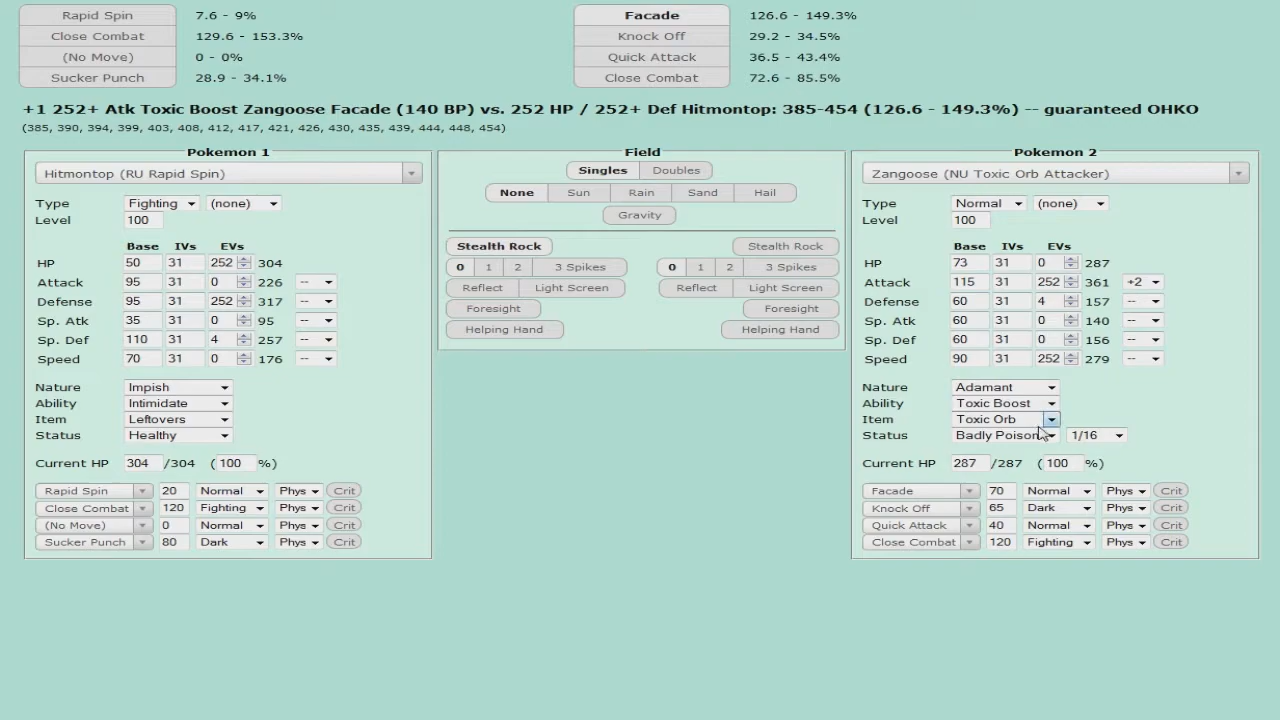 Rapid Spin 7.6 - 9%
Close Combat 129.6 - 153.3%
(No Move) 0 - 0%
Sucker Punch 28.9 - 34.1%
Facade 126.6 - 149.3%
Knock Off 29.2 - 34.5%
Quick Attack 36.5 - 43.4%
Close Combat 72.6 - 85.5%
+1 252+ Atk Toxic Boost Zangoose Facade (140 BP) vs. 252 HP / 252+ Def Hitmontop: 385-454 (126.6 - 149.3%) -- guaranteed OHKO
(385, 390, 394, 399, 403, 408, 412, 417, 421, 426, 430, 435, 439, 444, 448, 454)
Pokemon 1
Hitmontop (RU Rapid Spin)
Type Fighting (none)
Level 100
Base IVs EVs
HP 50 31 252 304
Attack 95 31 0 226 --
Defense 95 31 252 317 --
Sp. Atk 35 31 0 95 --
Sp. Def 110 31 4 257 --
Speed 70 31 0 176 --
Nature Impish
Ability Intimidate
Item Leftovers
Status Healthy
Current HP 304 /304 ( 100 %)
Rapid Spin 20 Normal Phys Crit
Close Combat 120 Fighting Phys Crit
(No Move) 0 Normal Phys Crit
Sucker Punch 80 Dark Phys Crit
Field
Singles Doubles
None Sun Rain Sand Hail
Gravity
Stealth Rock Stealth Rock
0 1 2 3 Spikes 0 1 2 3 Spikes
Reflect Light Screen Reflect Light Screen
Foresight Foresight
Helping Hand Helping Hand
Pokemon 2
Zangoose (NU Toxic Orb Attacker)
Type Normal (none)
Level 100
Base IVs EVs
HP 73 31 0 287
Attack 115 31 252 361 +2
Defense 60 31 4 157 --
Sp. Atk 60 31 0 140 --
Sp. Def 60 31 0 156 --
Speed 90 31 252 279 --
Nature Adamant
Ability Toxic Boost
Item Toxic Orb
Status Badly Poison 1/16
Current HP 287 /287 ( 100 %)
Facade 70 Normal Phys Crit
Knock Off 65 Dark Phys Crit
Quick Attack 40 Normal Phys Crit
Close Combat 120 Fighting Phys Crit